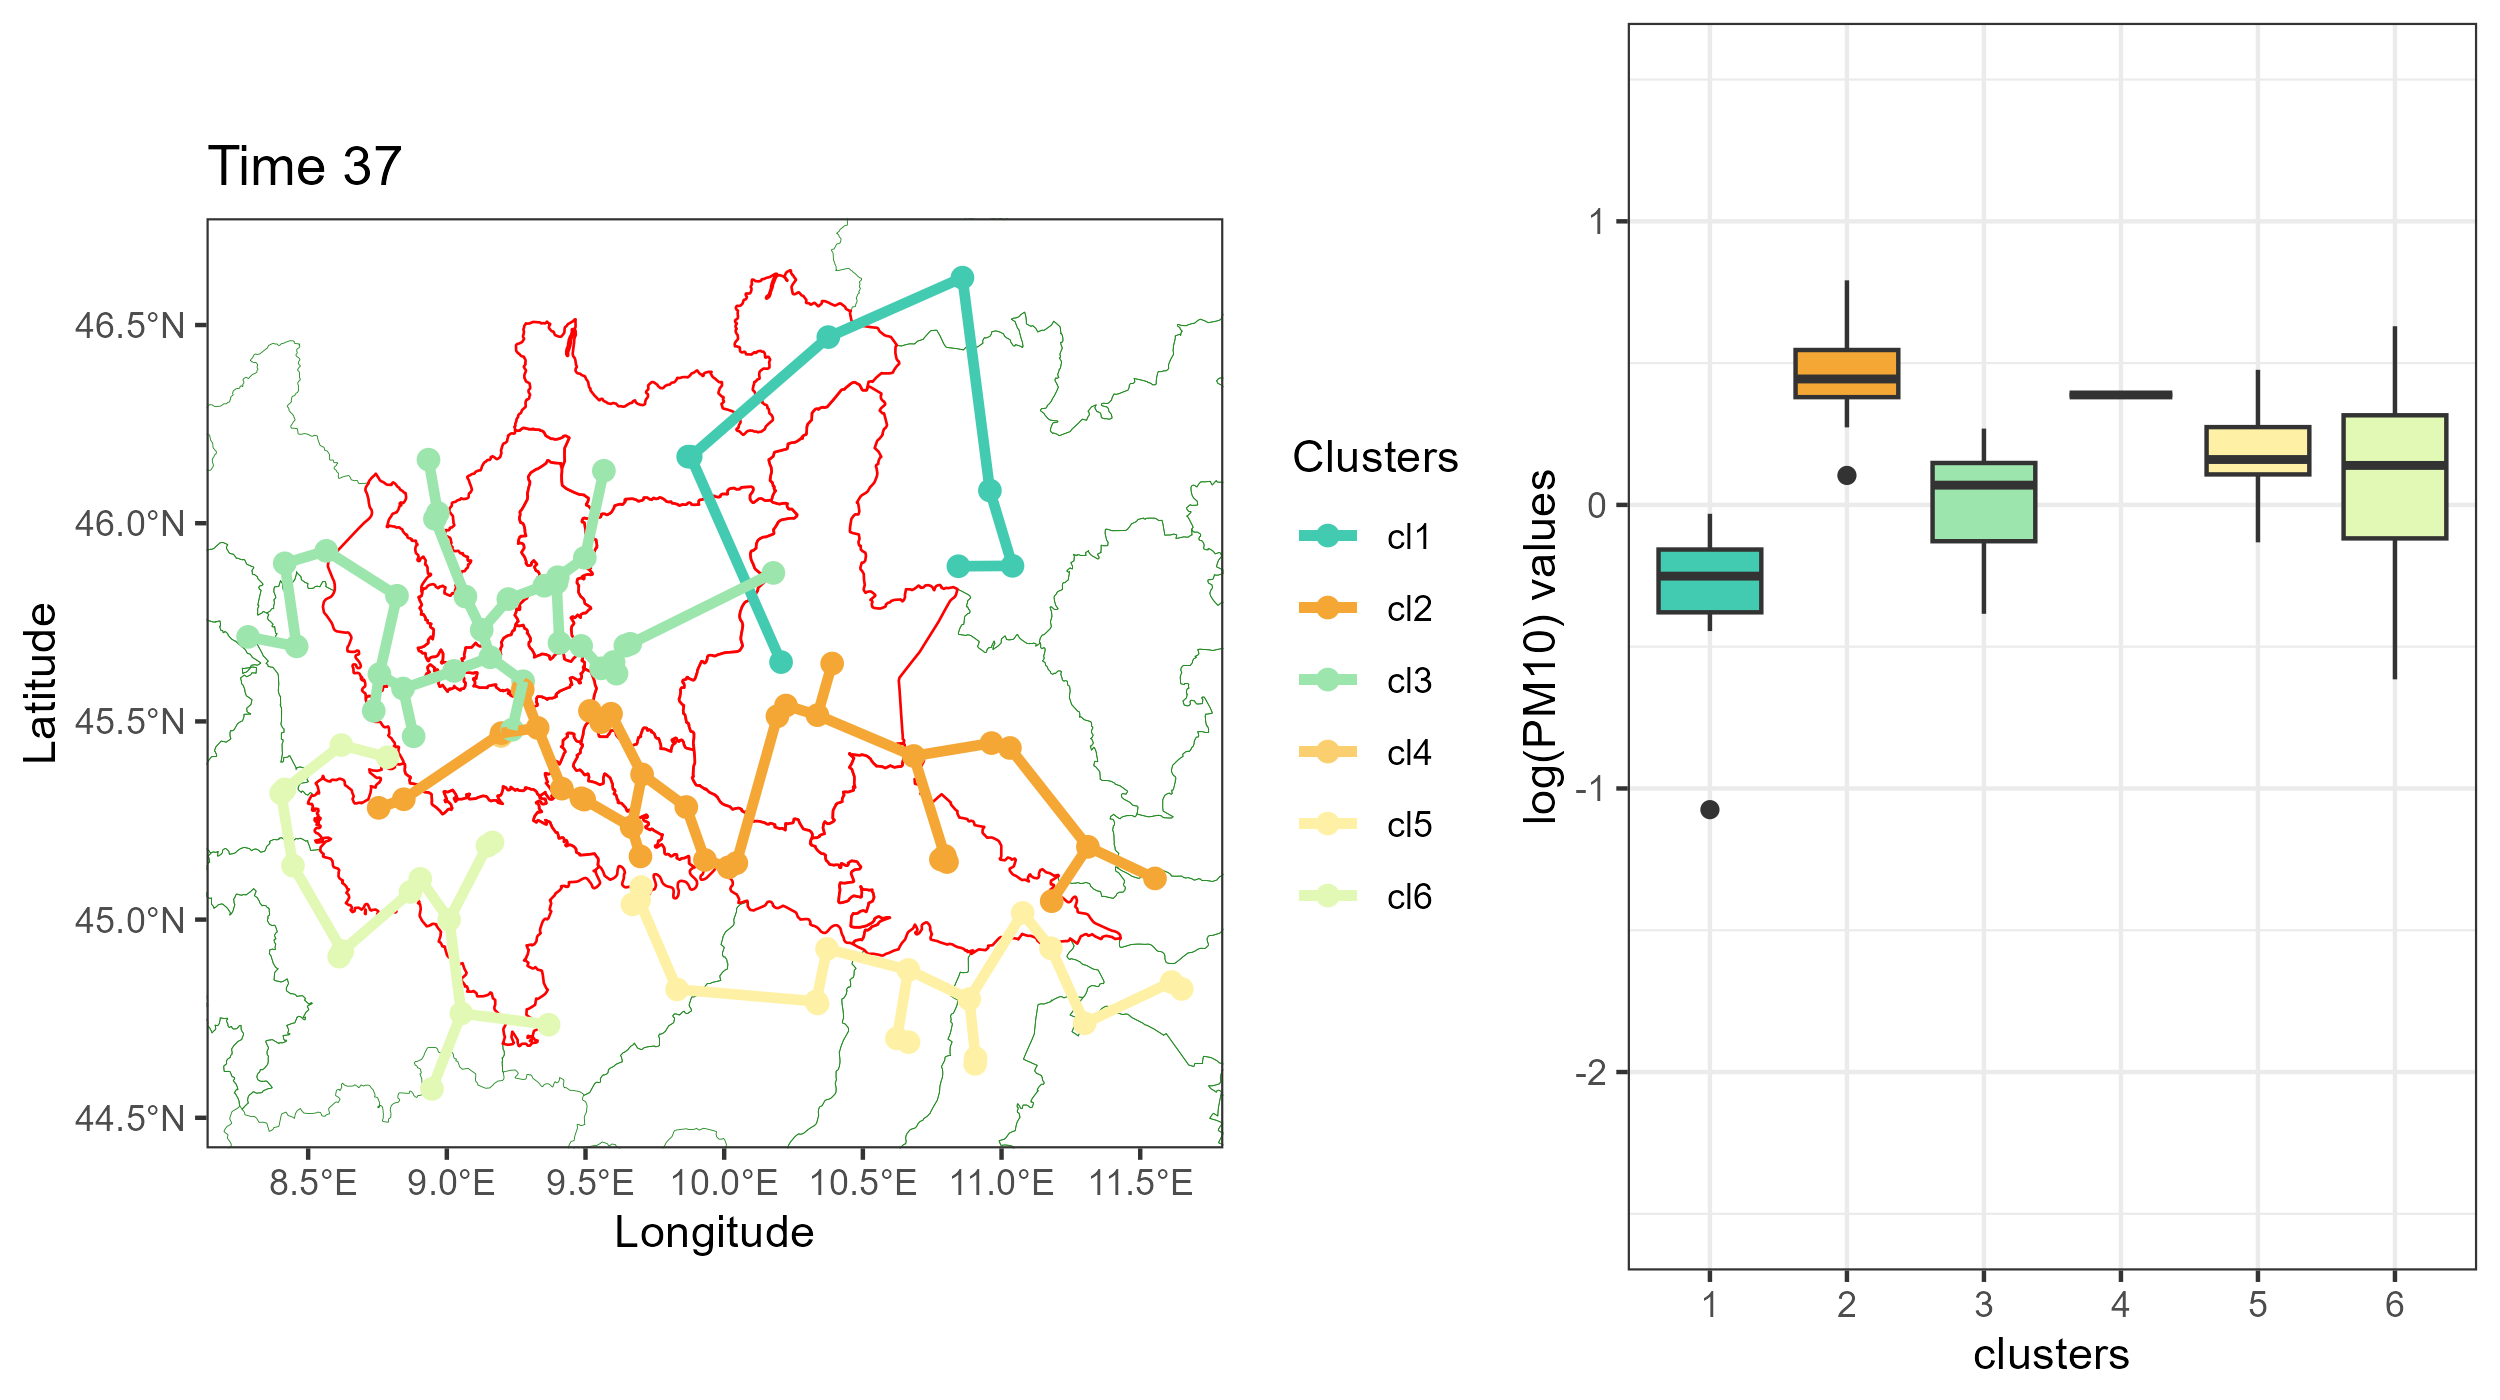 Time 37
46.5°N
46.0°N
45.5°N
45.0°N
44.5°N
Latitude
8.5°E 9.0°E 9.5°E 10.0°E 10.5°E 11.0°E 11.5°E
Longitude
Clusters
cl1
cl2
cl3
cl4
cl5
cl6
log(PM10) values
1
0
-1
-2
1 2 3 4 5 6
clusters